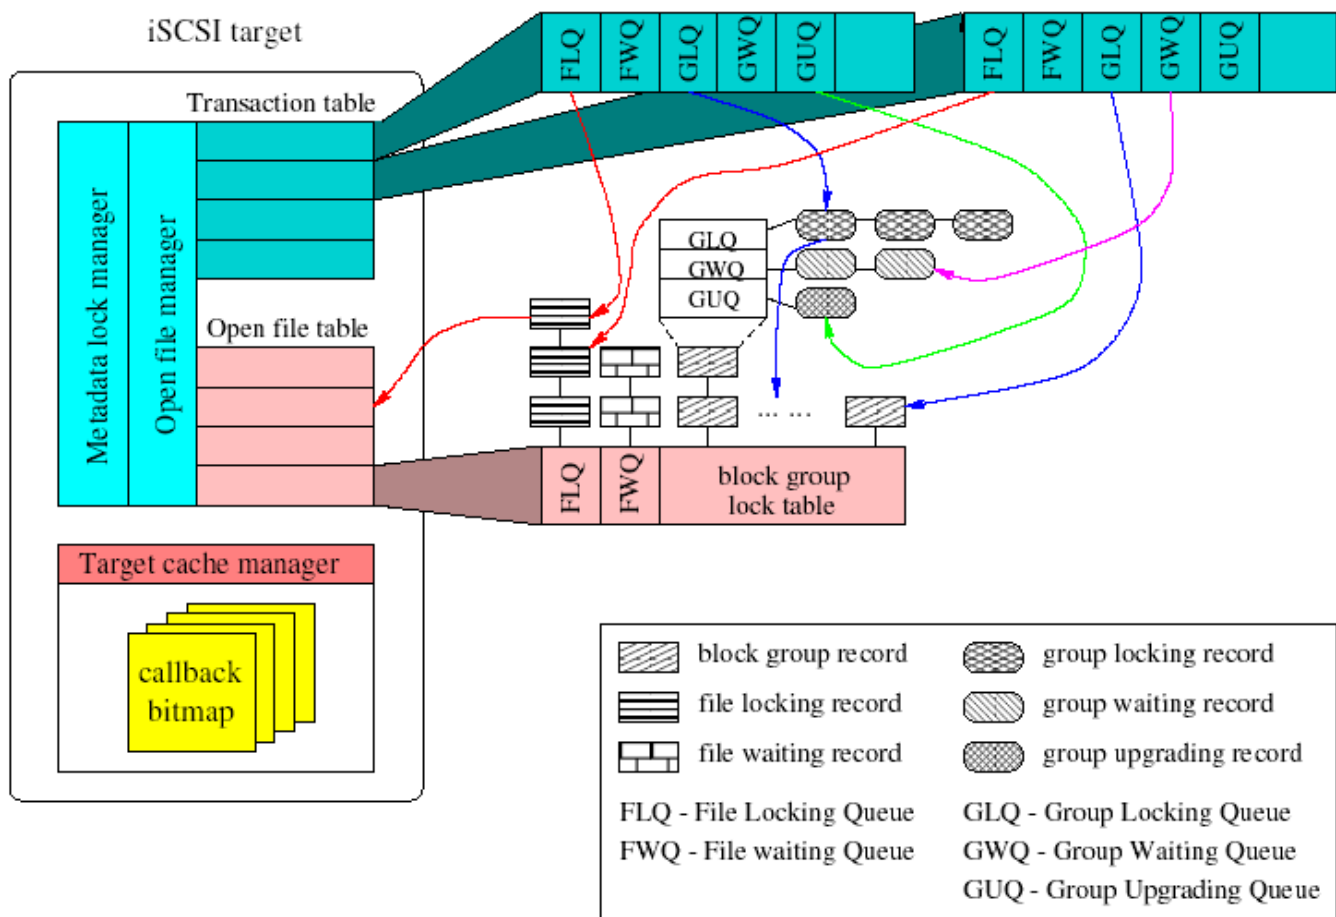 iSCSI target
FLQ
FWQ
GLQ
GWQ
GUQ
FLQ
FWQ
GLQ
GWQ
GUQ
Transaction table
Metadata lock manager
Open file manager
GLQ
GWQ
GUQ
Open file table
... ...
FLQ
FWQ
block group
lock table
Target cache manager
callback
bitmap
block group record
group locking record
file locking record
group waiting record
file waiting record
group upgrading record
FLQ - File Locking Queue
GLQ - Group Locking Queue
FWQ - File waiting Queue
GWQ - Group Waiting Queue
GUQ - Group Upgrading Queue